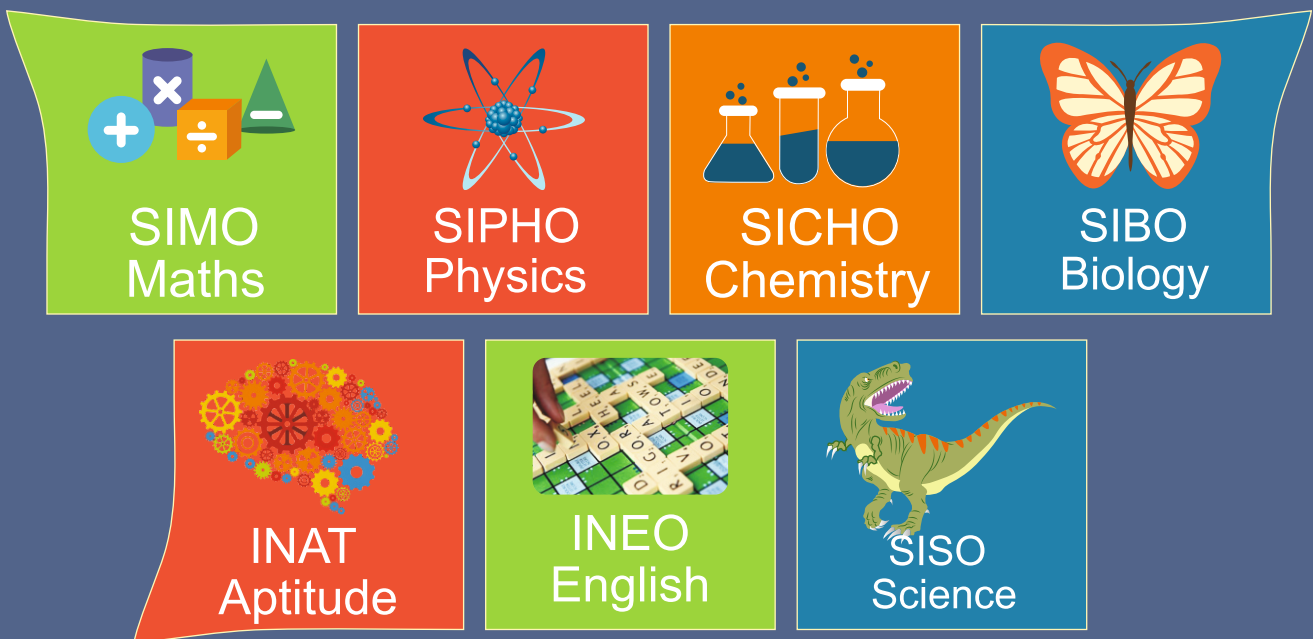 SIMO
Maths
SIPHO
Physics
SICHO
Chemistry
SIBO
Biology
INAT
Aptitude
INEO
English
SISO
Science